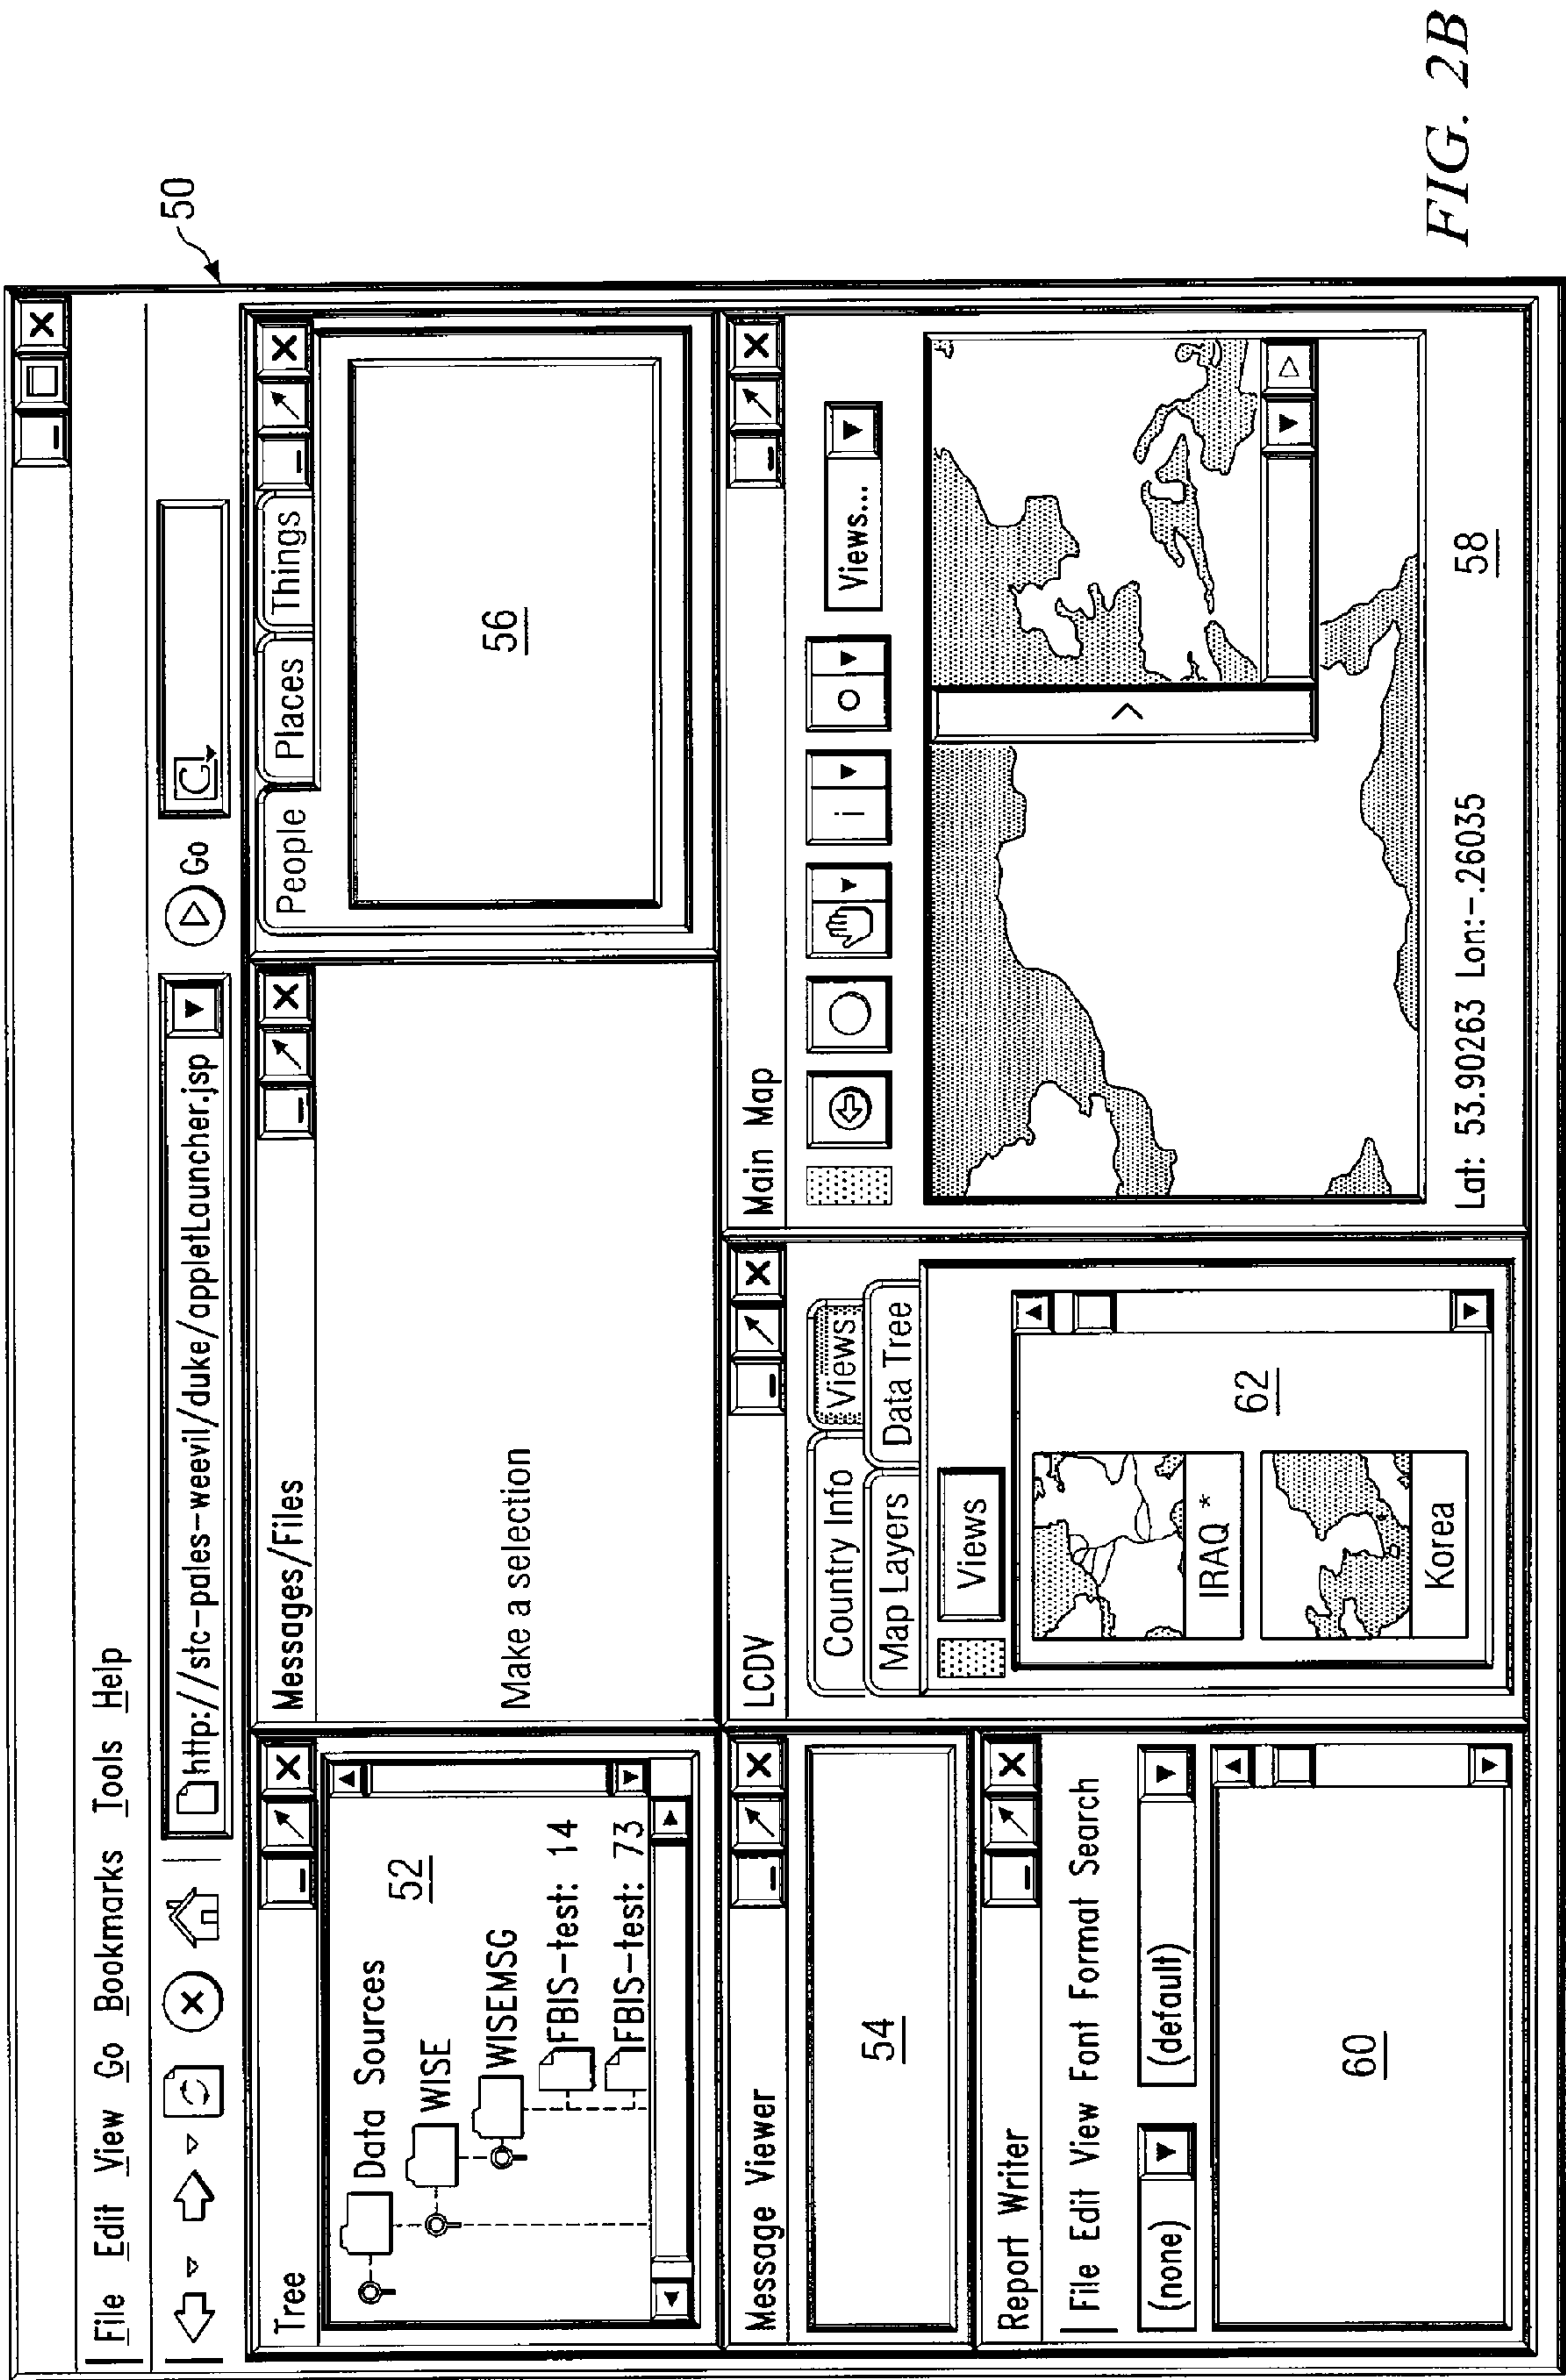 50
File Edit View Go Bookmarks Tools Help
http://stc-pales-weevil/duke/appletLauncher.jsp
Go
G
Tree
52
Data Sources
WISE
WISEMSG
FBIS-test: 14
FBIS-test: 73
Messages/Files
Make a selection
People
Places
Things
56
Message Viewer
54
Report Writer
File Edit View Font Format Search
(none)
(default)
60
LCDV
Country Info
Views
Map Layers
Data Tree
Views
62
IRAQ *
Korea
Main Map
i
Views...
Lat: 53.90263 Lon:-.26035
58
FIG. 2B